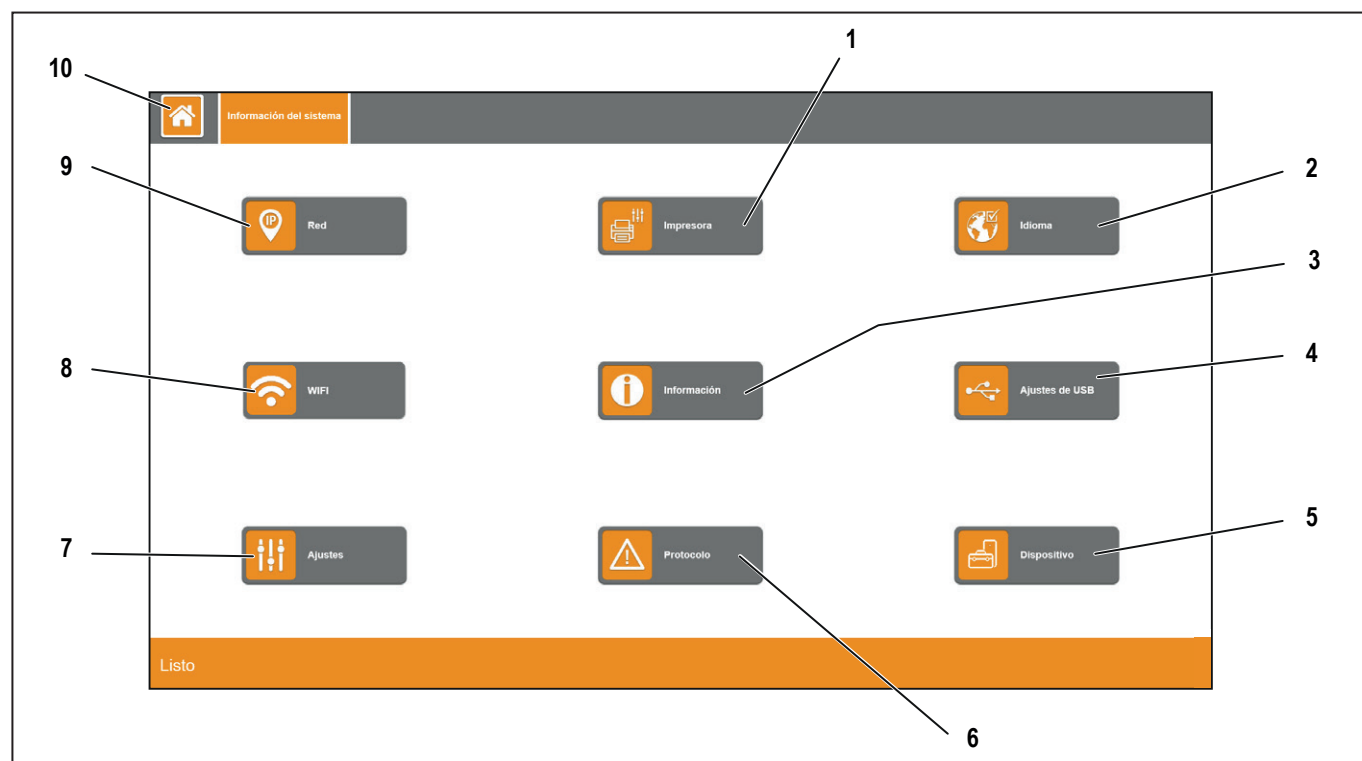 1
10
Información del sistema
9
2
IP
Red
Impresora
Idioma
3
8
4
WIFI
Información
Ajustes de USB
7
5
Ajustes
Protocolo
Dispositivo
Listo
6